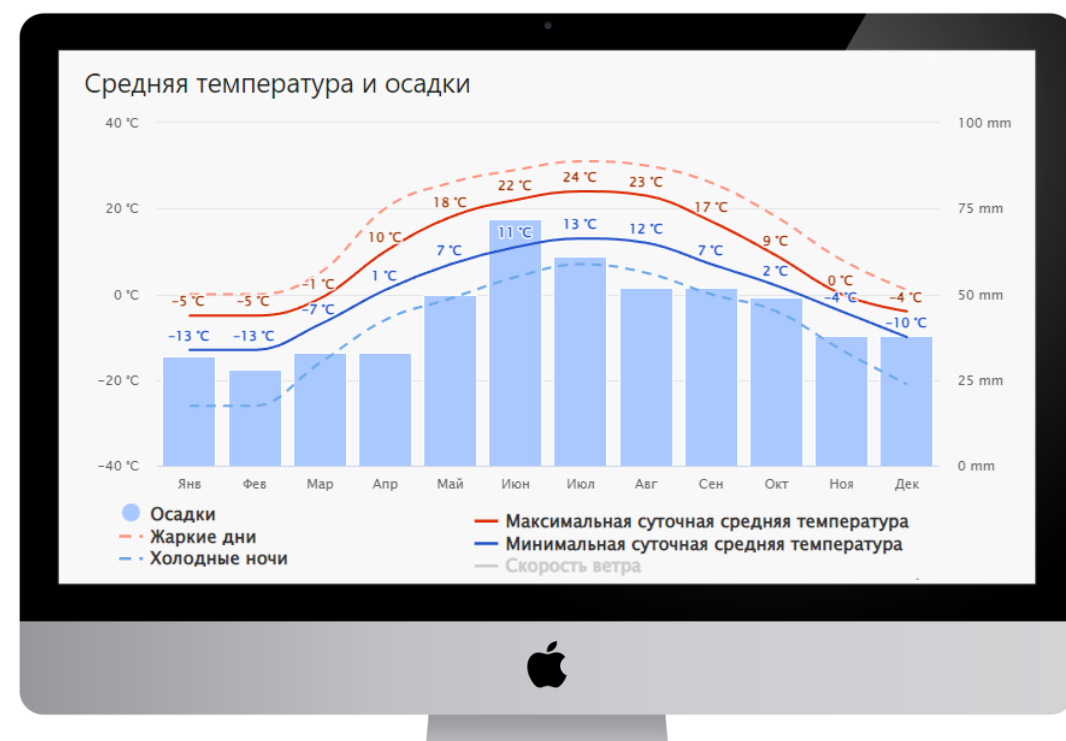 Средняя температура и осадки
40 °C
100 mm
24 °C
22 °C
23 °C
20 °C
18 °C
17 °C
75 mm
10 °C
11 °C
13 °C
12 °C
9 °C
7 °C
7 °C
1 °C
2 °C
0 °C
0 °C
-5 °C
-5 °C
-1 °C
-4 °C
-4 °C
50 mm
-13 °C
-13 °C
-7 °C
-10 °C
-20 °C
25 mm
-40 °C
0 mm
Янв Фев Мар Апр Май Июн Июл Авг Сен Окт Ноя Дек
Осадки
Жаркие дни
Холодные ночи
Максимальная суточная средняя температура
Минимальная суточная средняя температура
Скорость ветра